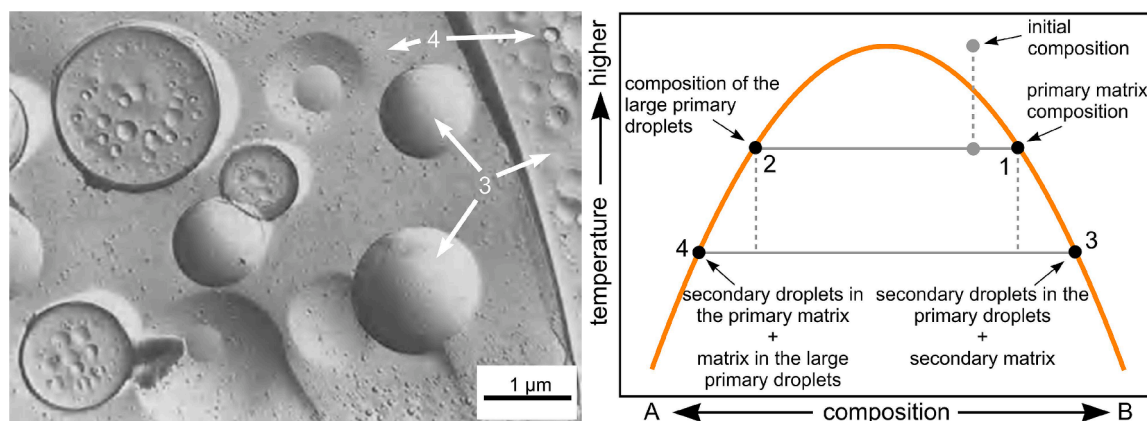 4
3
1 µm
higher
temperature
initial
composition
composition of the
large primary
droplets
primary matrix
composition
2
1
4
3
secondary droplets in
the primary matrix
+
matrix in the large
primary droplets
secondary droplets in the
primary droplets
+
secondary matrix
A
composition
B